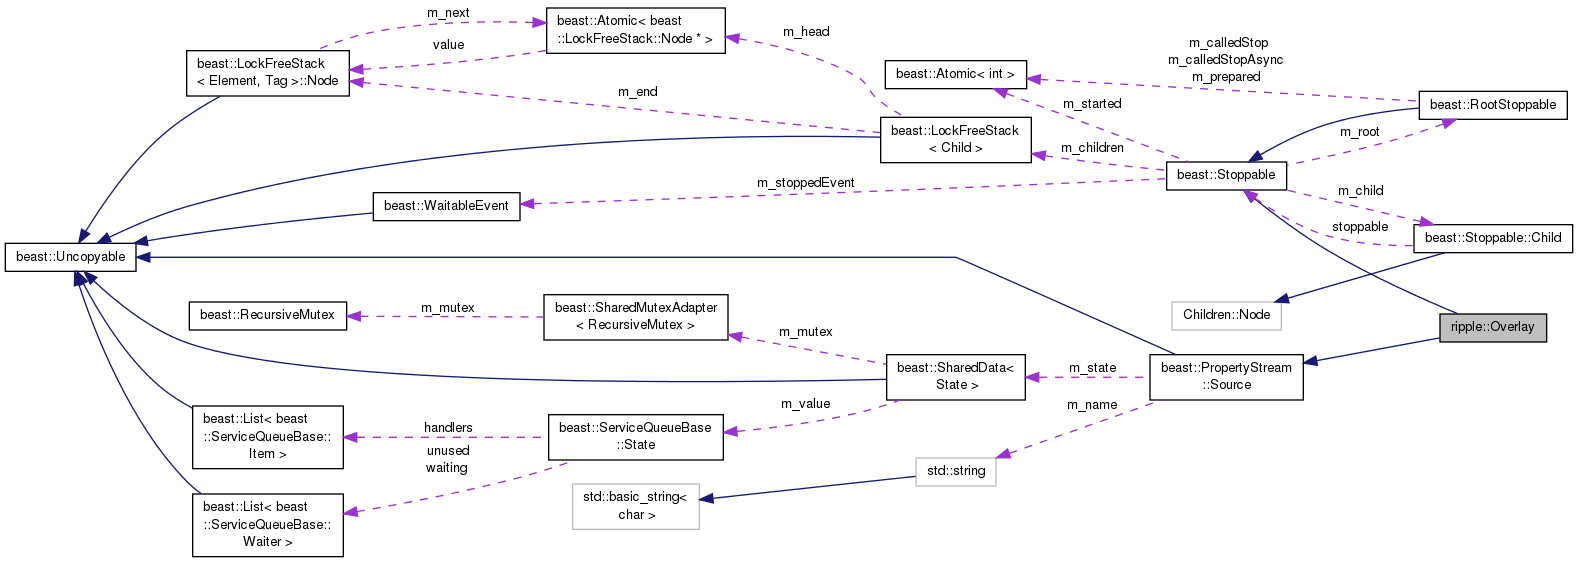 m_next
beast::Atomic< beast
::LockFreeStack::Node * >
m_head
value
beast::LockFreeStack
< Element, Tag >::Node
m_end
m_calledStop
m_calledStopAsync
m_prepared
beast::Atomic< int >
m_started
beast::RootStoppable
beast::LockFreeStack
< Child >
m_children
m_root
beast::Stoppable
m_stoppedEvent
beast::WaitableEvent
m_child
stoppable
beast::Stoppable::Child
beast::Uncopyable
beast::RecursiveMutex
m_mutex
beast::SharedMutexAdapter
< RecursiveMutex >
m_mutex
Children::Node
ripple::Overlay
beast::SharedData<
State >
m_state
beast::PropertyStream
::Source
m_value
m_name
beast::List< beast
::ServiceQueueBase::
Item >
handlers
beast::ServiceQueueBase
::State
unused
waiting
std::string
beast::List< beast
::ServiceQueueBase::
Waiter >
std::basic_string<
char >